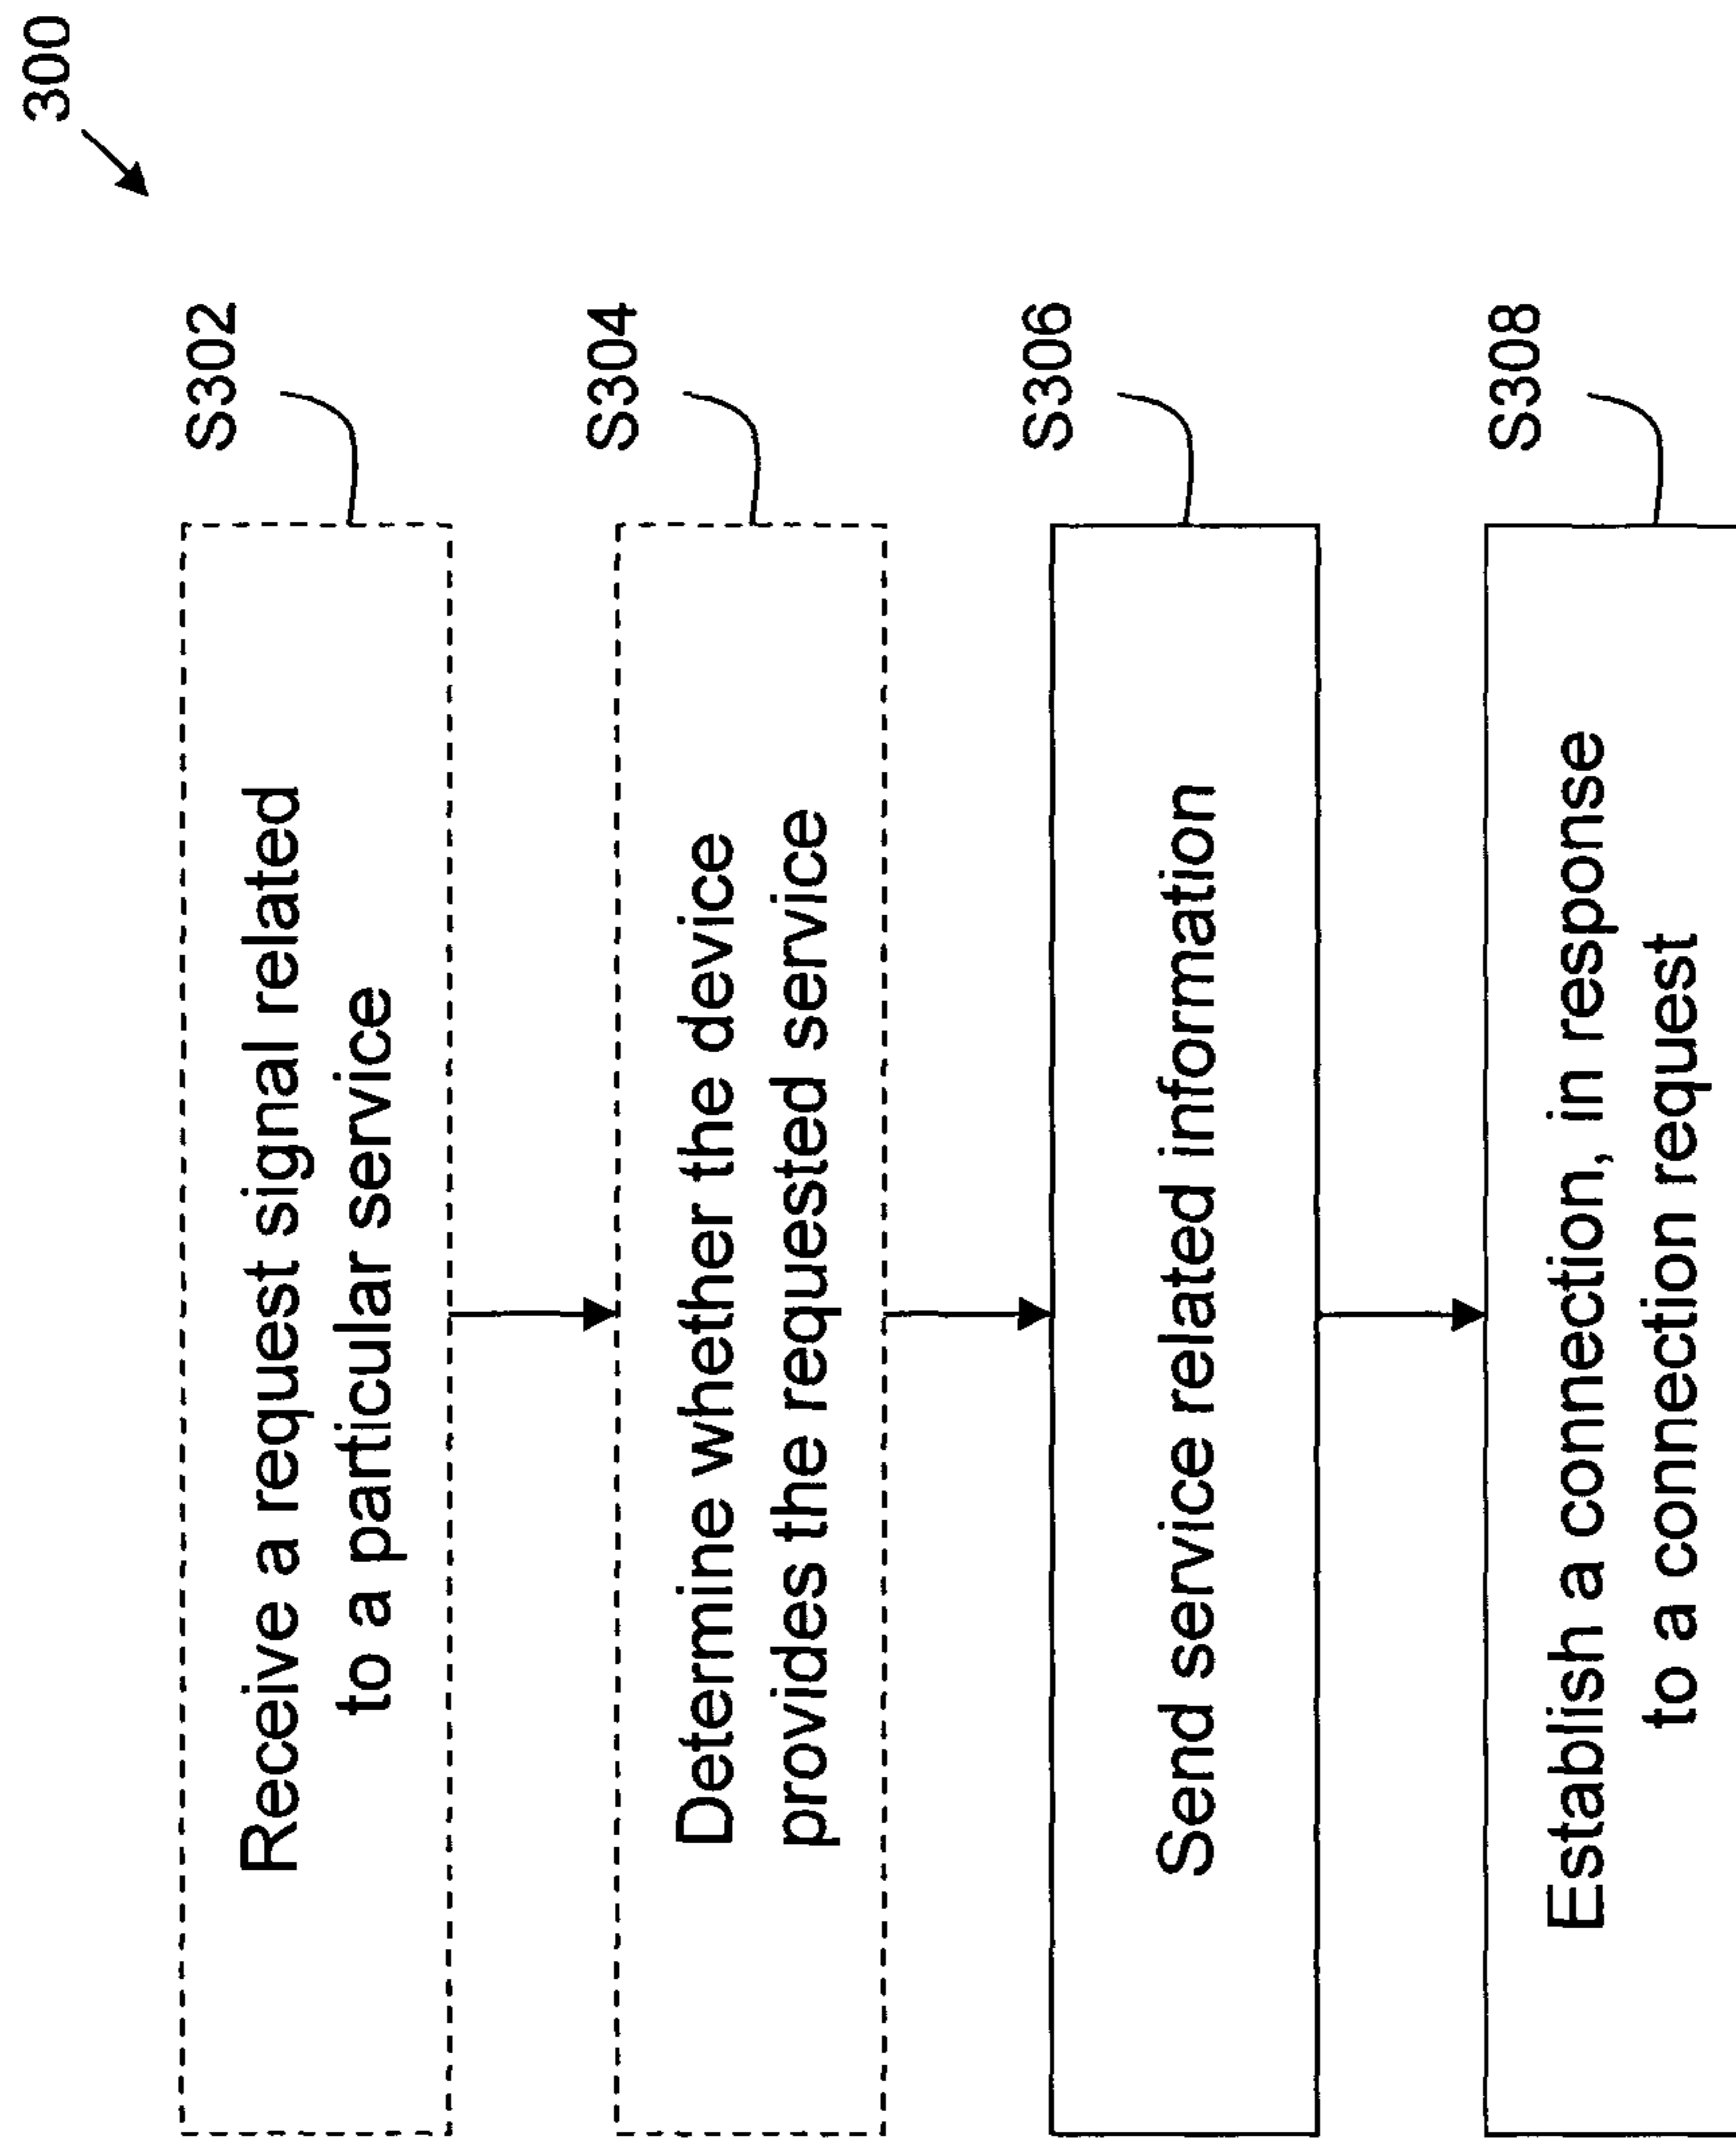 300
S302
Receive a request signal related
to a particular service
S304
Determine whether the device
provides the requested service
S306
Send service related information
S308
Establish a connection, in response
to a connection request